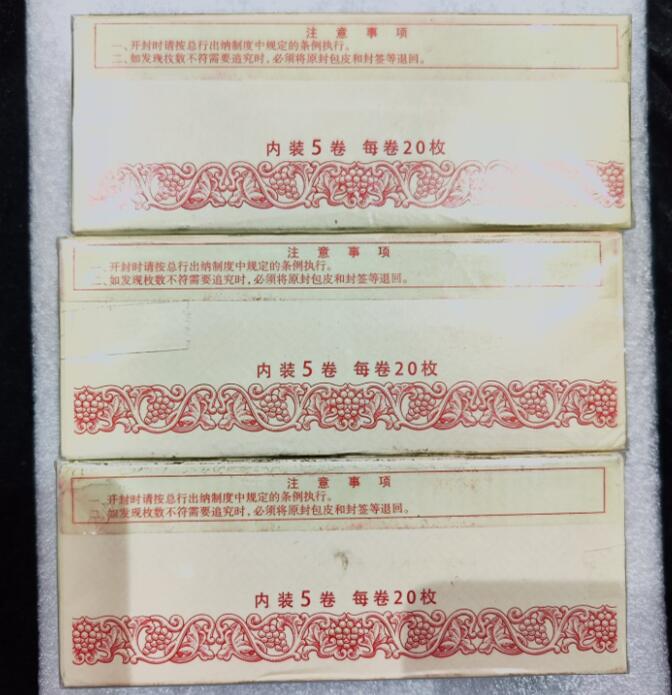 注意事项
一、开封时请按总行出纳制度中规定的条例执行。
二、如发现枚数不符需要追究时，必须将原封包皮和封签等退回。
内装5卷 每卷20枚
注意事项
一、开封时请按总行出纳制度中规定的条例执行。
二、如发现枚数不符需要追究时，必须将原封包皮和封签等退回。
内装5卷 每卷20枚
注意事项
一、开封时请按总行出纳制度中规定的条例执行。
二、如发现枚数不符需要追究时，必须将原封包皮和封签等退回。
内装5卷 每卷20枚